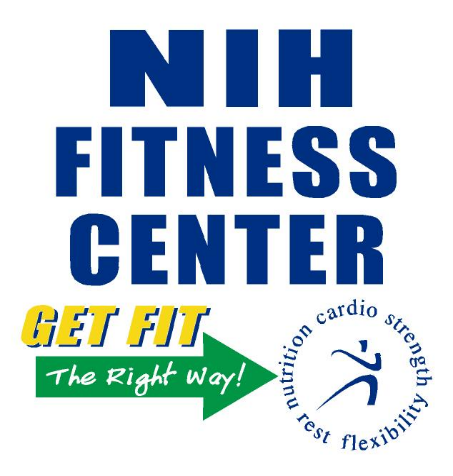 NIH
FITNESS
CENTER
GET FIT
The Right Way!
nutrition cardio strength flexibility rest